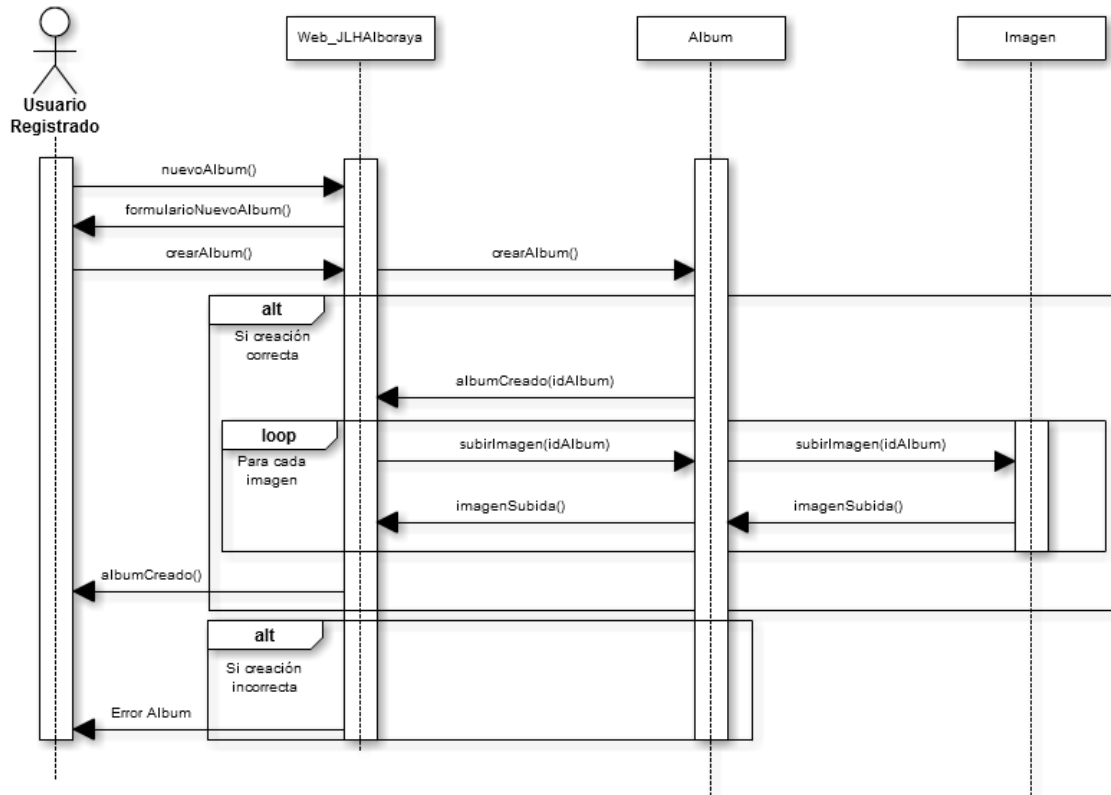 Web_JLHAlboraya
Album
Imagen
Usuario
Registrado
nuevoAlbum()
formularioNuevoAlbum()
crearAlbum()
crearAlbum()
alt
Si creación
correcta
albumCreado(idAlbum)
loop
Para cada
imagen
subirImagen(idAlbum)
subirImagen(idAlbum)
imagenSubida()
imagenSubida()
albumCreado()
alt
Si creación
incorrecta
Error Album